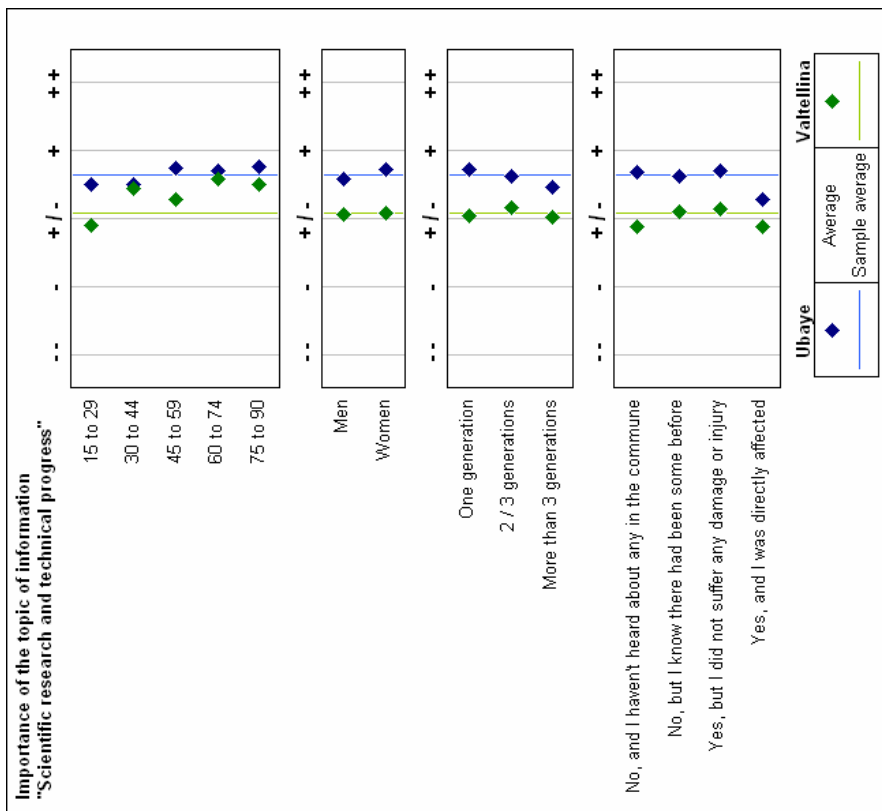 Importance of the topic of information
"Scientific research and technical progress"
- - - + / - + + +
15 to 29
30 to 44
45 to 59
60 to 74
75 to 90
- - - + / - + + +
Men
Women
- - - + / - + + +
One generation
2 / 3 generations
More than 3 generations
- - - + / - + + +
No, and I haven't heard about any in the commune
No, but I know there had been some before
Yes, but I did not suffer any damage or injury
Yes, and I was directly affected
Ubaye Valtellina
Average
Sample average